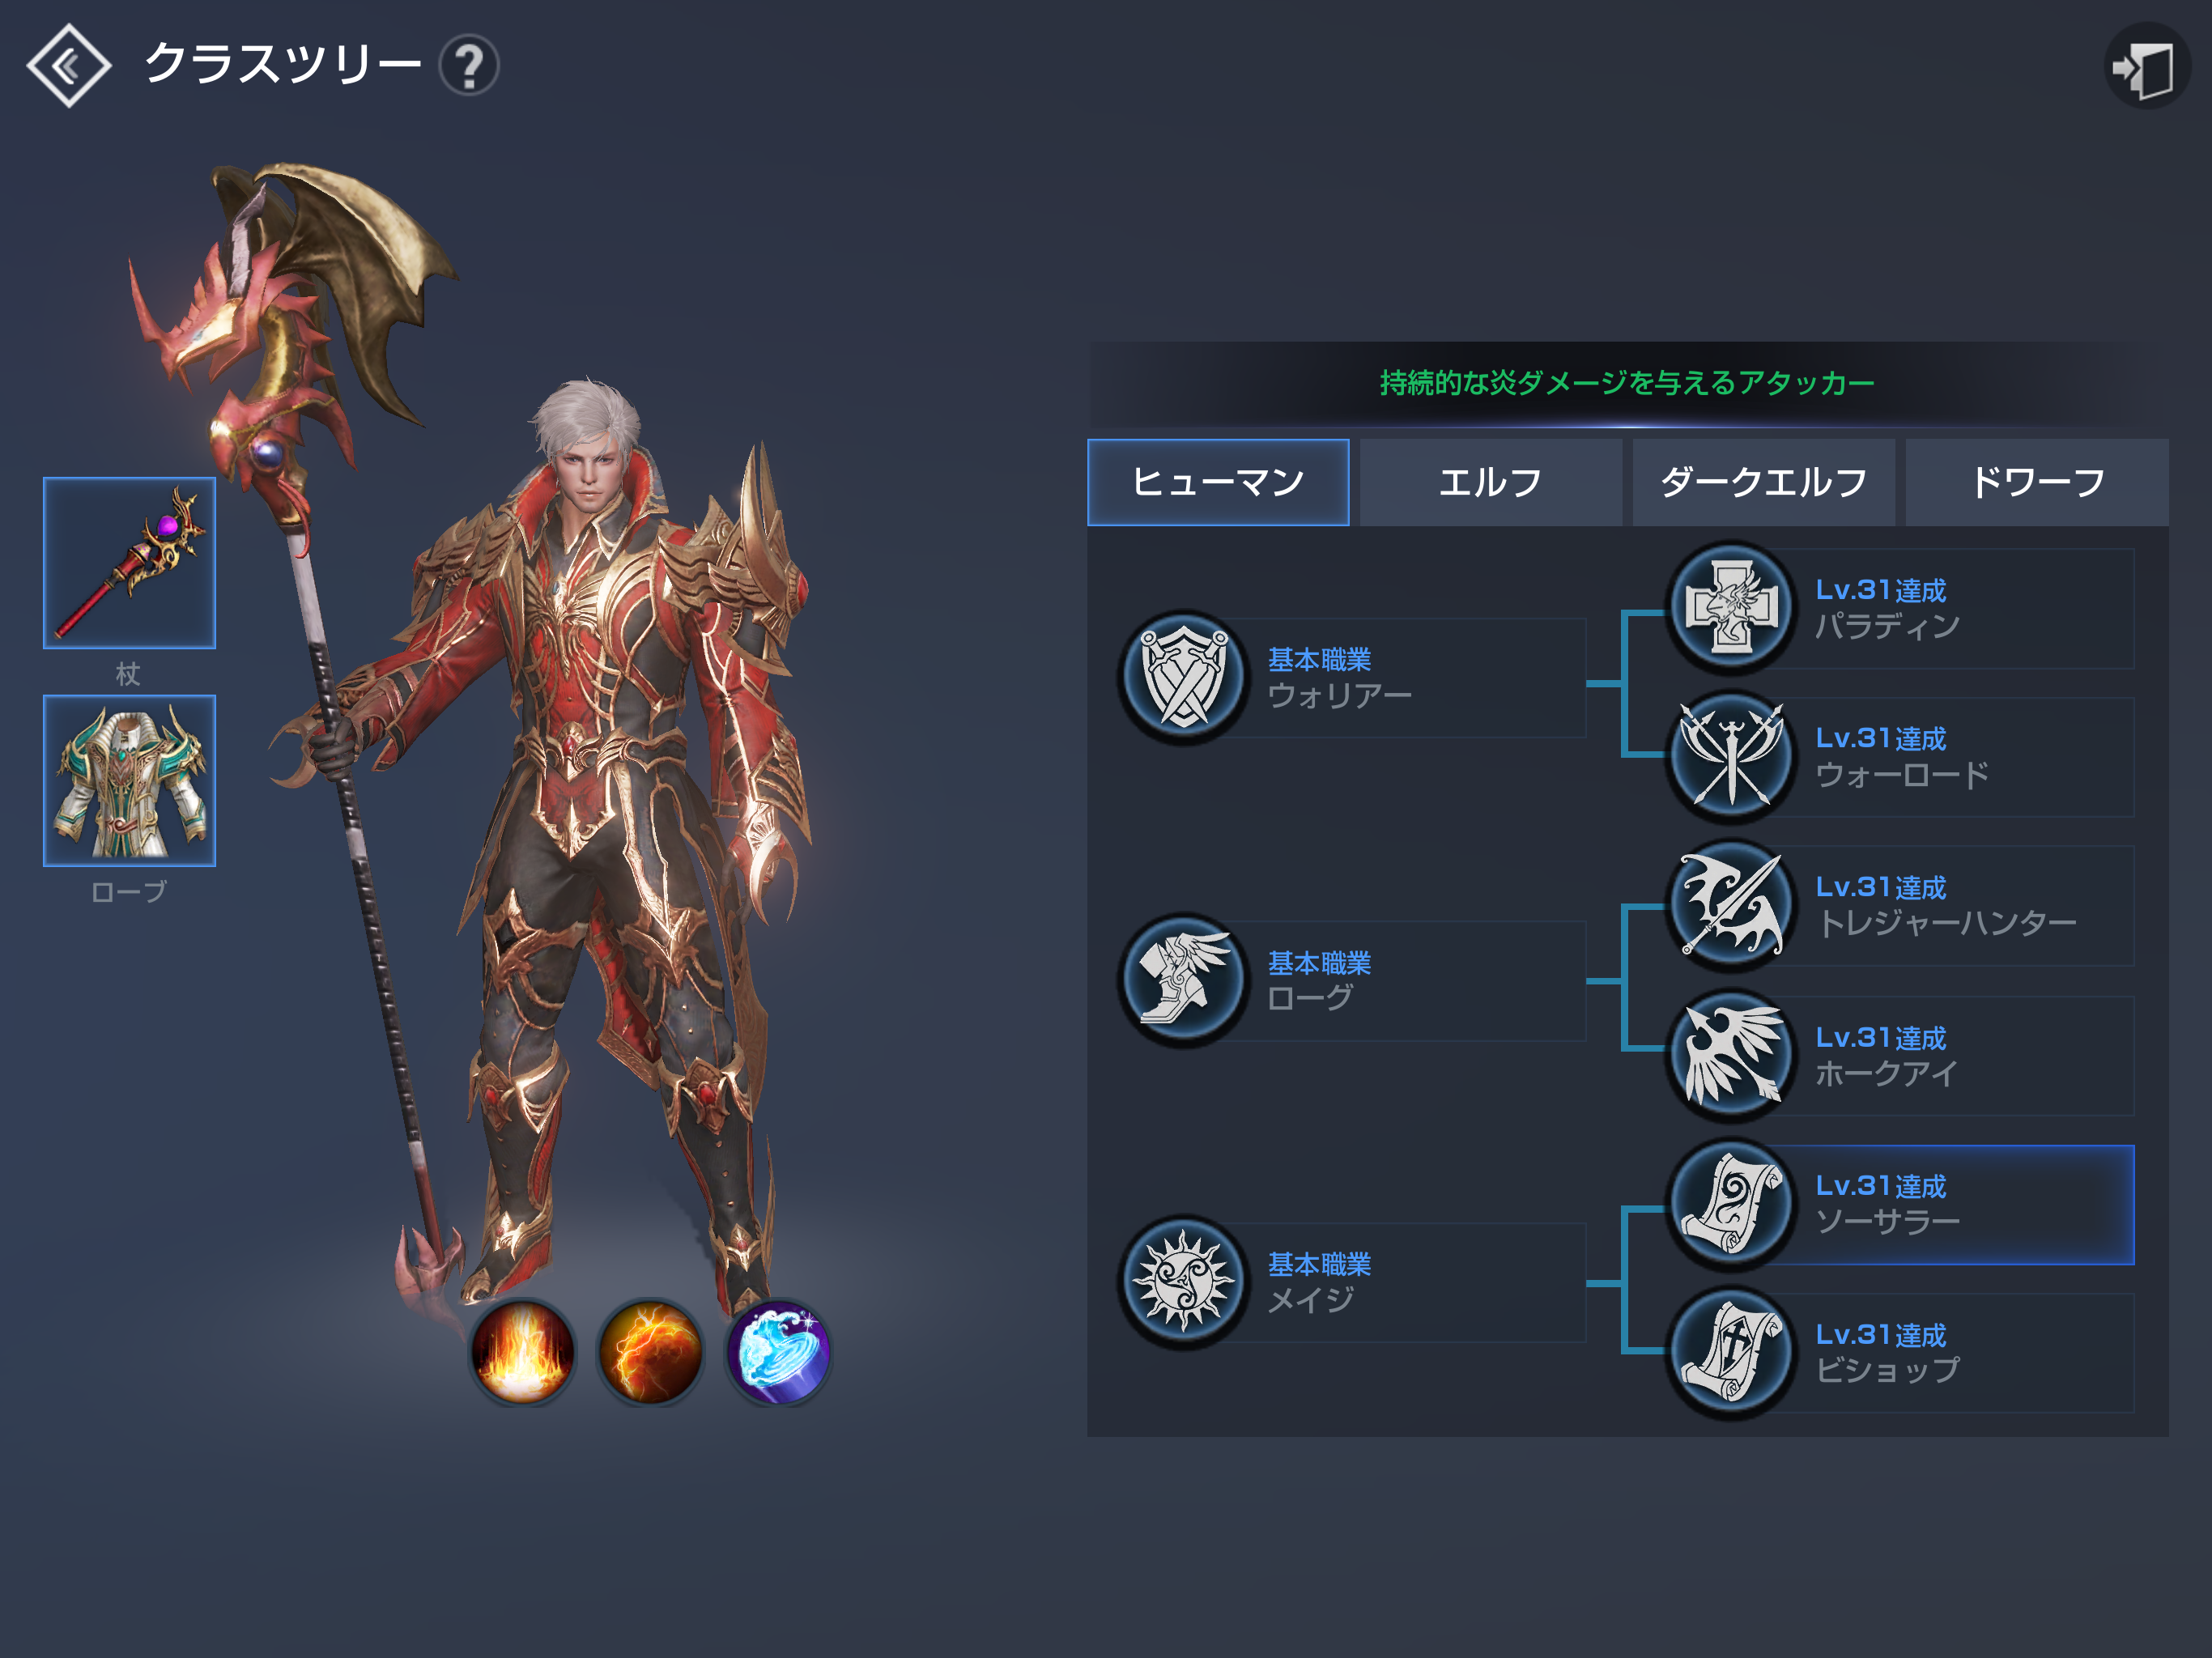 クラスツリー ?
杖
ローブ
持続的な炎ダメージを与えるアタッカー
ヒューマン エルフ ダークエルフ ドワーフ
基本職業
ウォリアー
Lv.31達成
パラディン
Lv.31達成
ウォーロード
基本職業
ローグ
Lv.31達成
トレジャーハンター
Lv.31達成
ホークアイ
基本職業
メイジ
Lv.31達成
ソーサラー
Lv.31達成
ビショップ